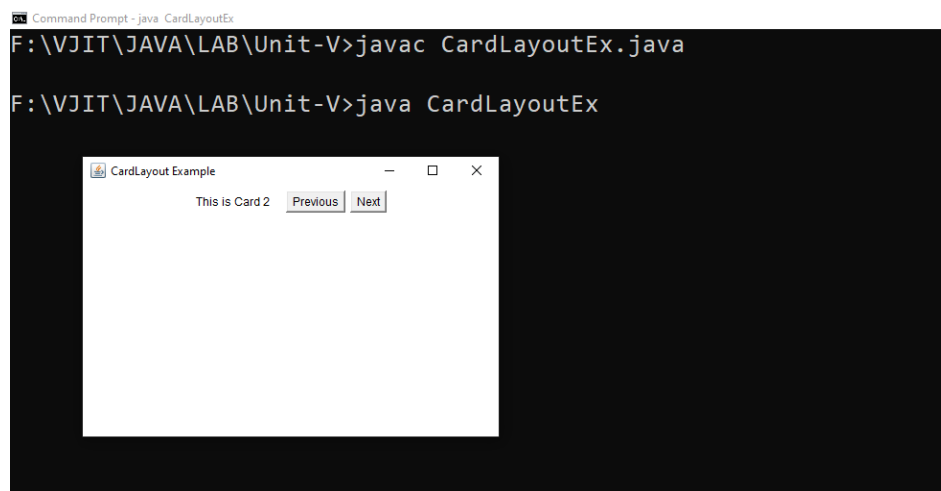 Command Prompt - java  CardLayoutEx
F:\VJIT\JAVA\LAB\Unit-V>javac CardLayoutEx.java
F:\VJIT\JAVA\LAB\Unit-V>java CardLayoutEx
CardLayout Example
This is Card 2 Previous Next